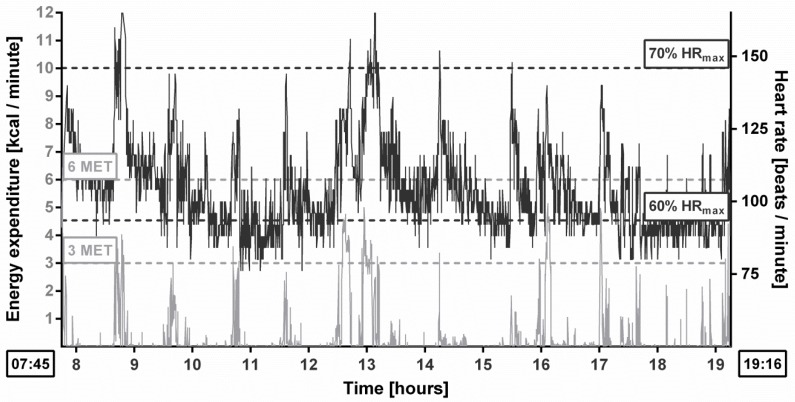 Energy expenditure [kcal / minute]
12
11
10
9
8
7
6
5
4
3
2
1
6 MET
3 MET
70% HRmax
60% HRmax
150
125
100
75
Heart rate [beats / minute]
07:45
8 9 10 11 12 13 14 15 16 17 18 19
19:16
Time [hours]